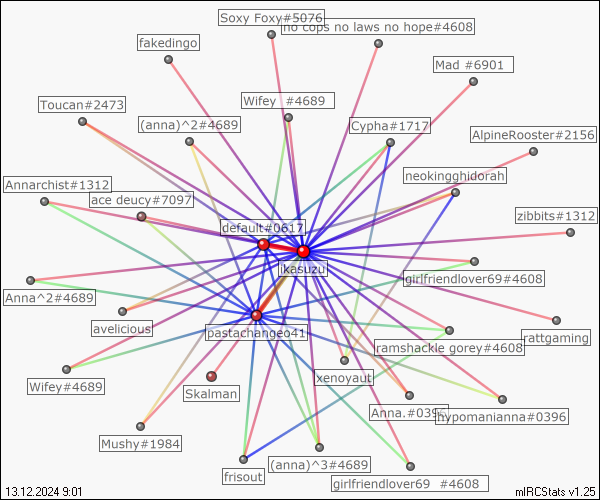 Soxy Foxy#5076
no cops no laws no hope#4608
fakedingo
Mad #6901
Toucan#2473
Wifey  #4689
(anna)^2#4689
Cypha#1717
AlpineRooster#2156
neokingghidorah
Annarchist#1312
ace deucy#7097
zibbits#1312
default#0617
ikasuzu
girlfriendlover69#4608
Anna^2#4689
avelicious
pastachangeo41
rattgaming
ramshackle gorey#4608
Wifey#4689
xenoyaut
Skalman
Anna.#0396
hypomanianna#0396
Mushy#1984
(anna)^3#4689
frisout
girlfriendlover69  #4608
13.12.2024 9:01
mIRCStats v1.25